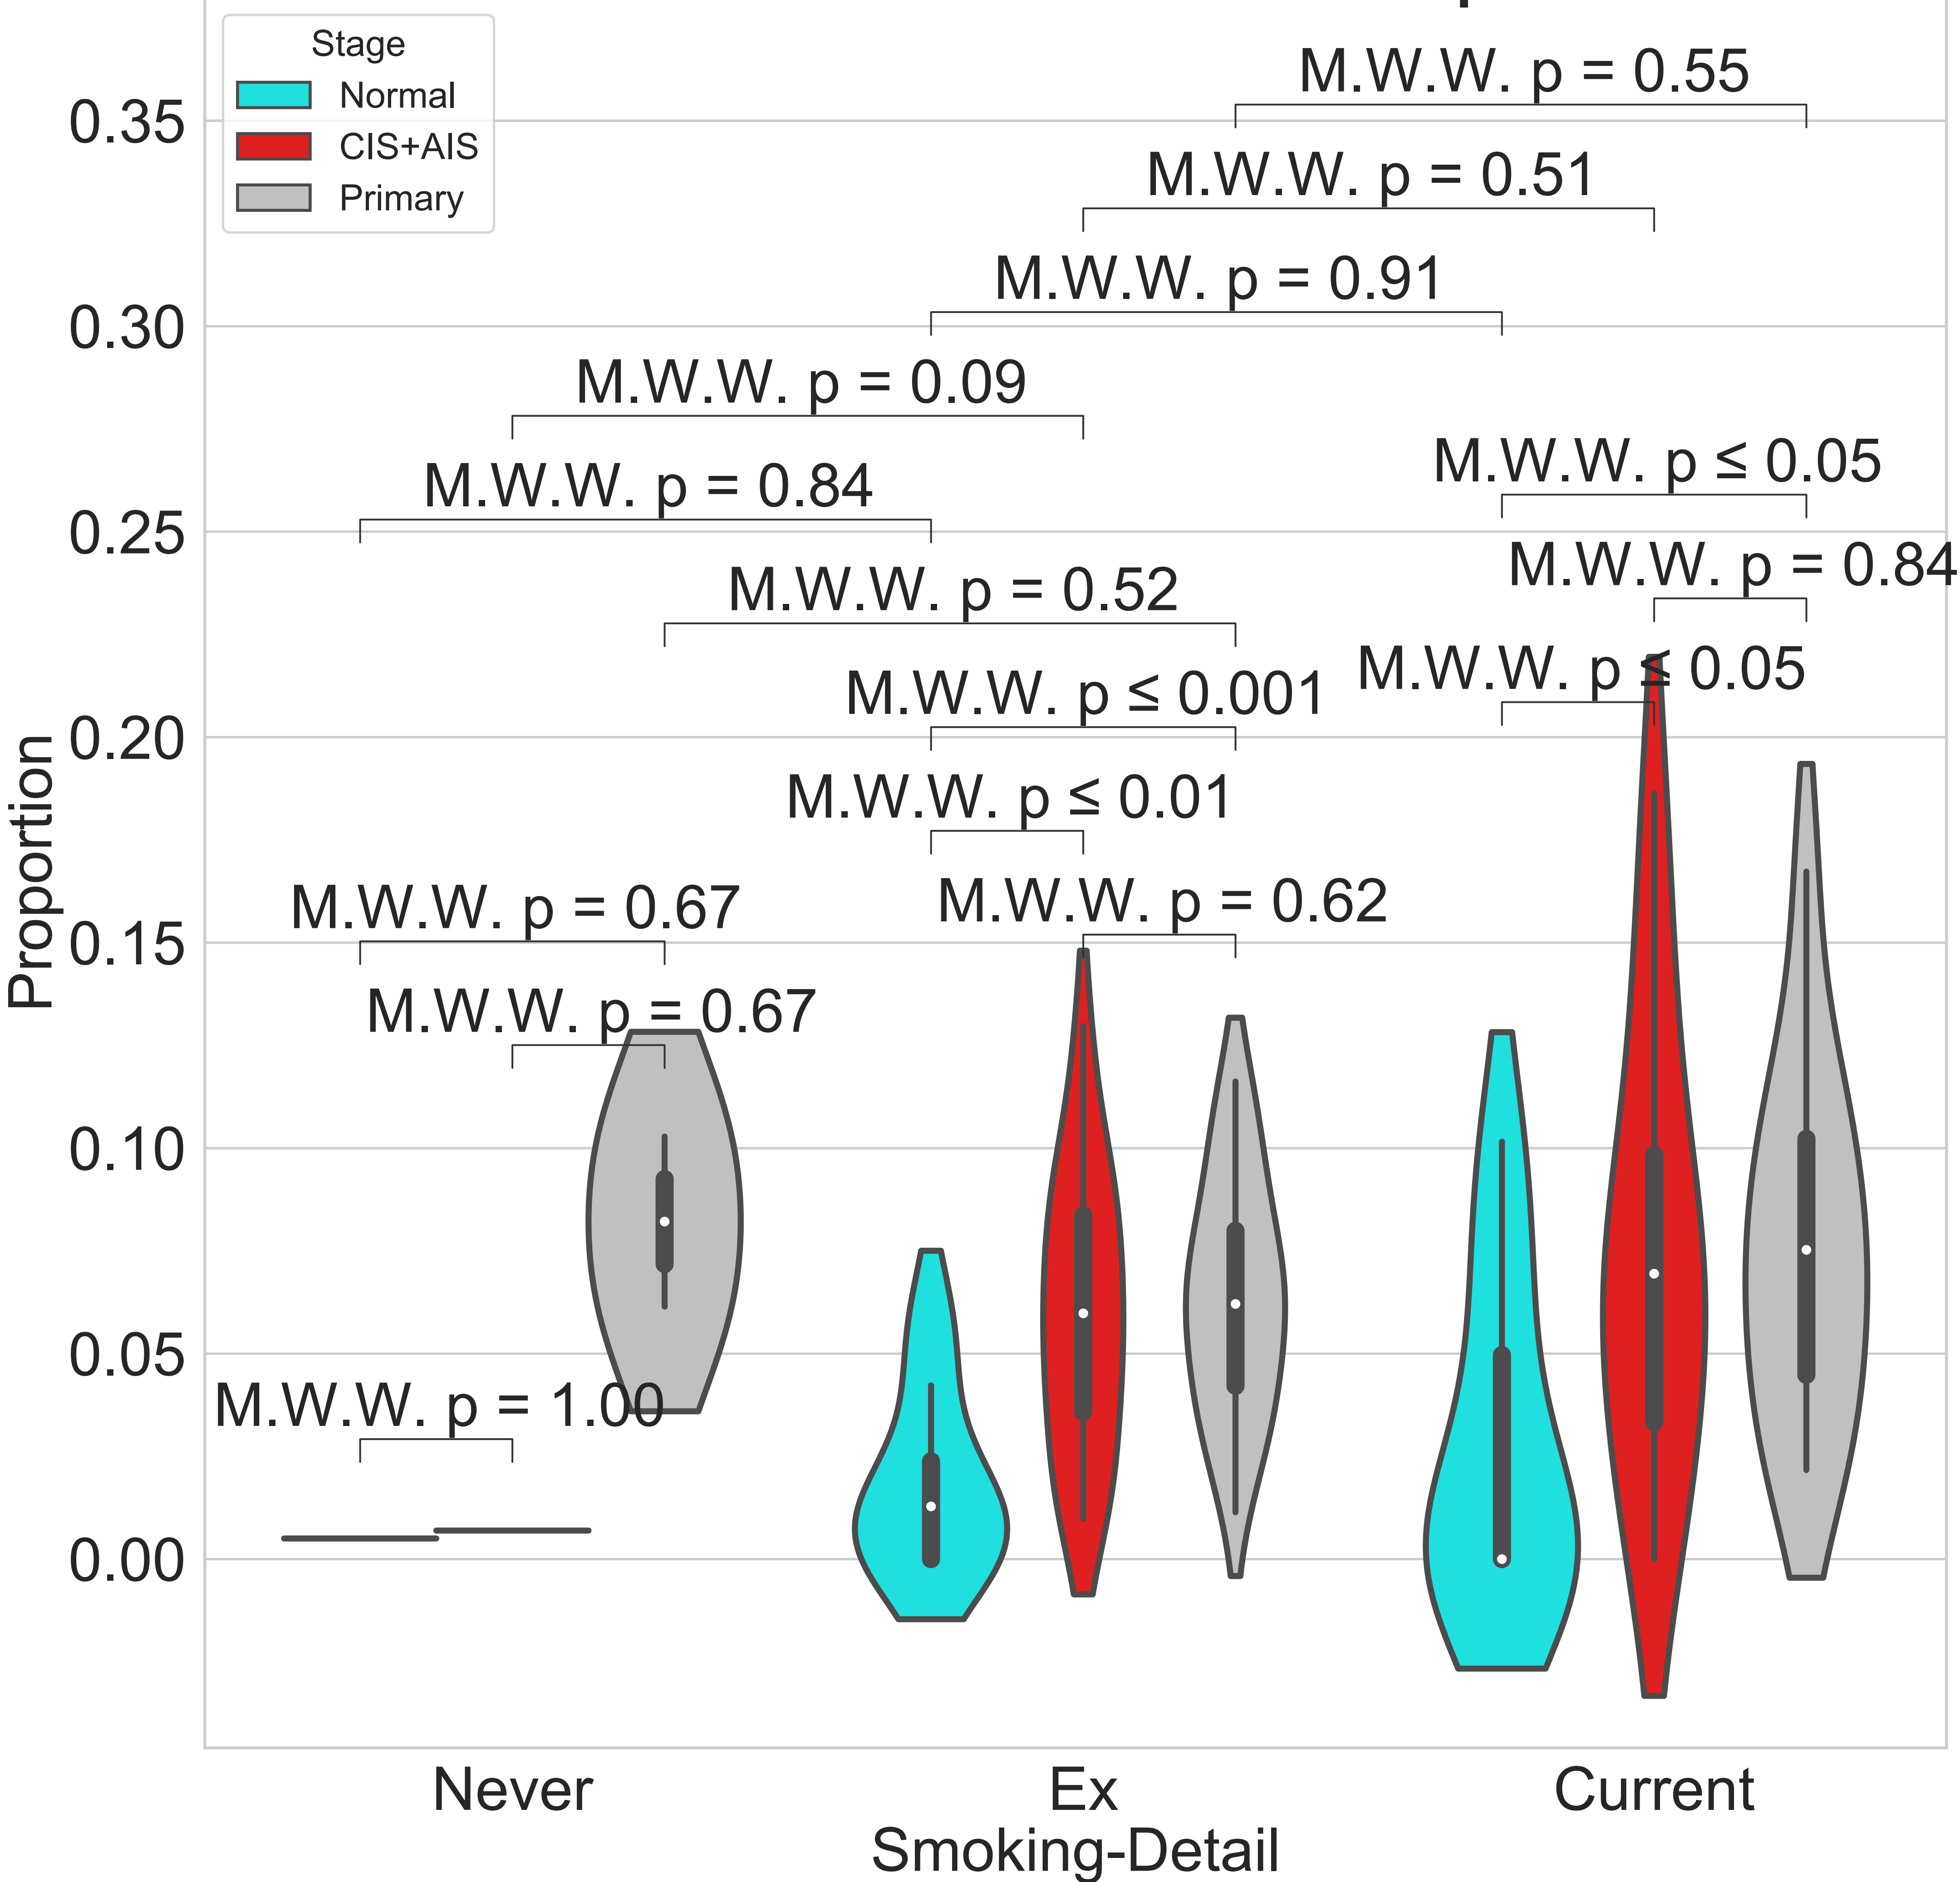 Stage
Normal
CIS+AIS
Primary
M.W.W. p = 0.55
0.35
M.W.W. p = 0.51
M.W.W. p = 0.91
0.30
M.W.W. p = 0.09
M.W.W. p ≤ 0.05
M.W.W. p = 0.84
0.25
M.W.W. p = 0.84
M.W.W. p = 0.52
M.W.W. p ≤ 0.05
M.W.W. p ≤ 0.001
0.20
M.W.W. p ≤ 0.01
M.W.W. p = 0.62
M.W.W. p = 0.67
0.15
M.W.W. p = 0.67
0.10
0.05
M.W.W. p = 1.00
0.00
Proportion
Never
Ex
Current
Smoking-Detail